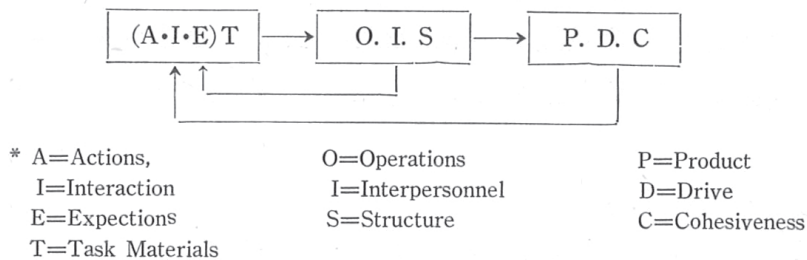 (A•I•E)T O. I. S P. D. C
* A=Actions, O=Operations P=Product
I=Interaction I=Interpersonnel D=Drive
E=Expections S=Structure C=Cohesiveness
T=Task Materials